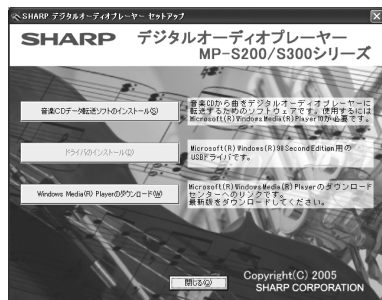 SHARP デジタルオーディオプレーヤー セットアップ
SHARP デジタルオーディオプレーヤー
MP-S200/S300シリーズ
音楽CDデータ転送ソフトのインストール(S)
音楽CDから曲をデジタルオーディオプレーヤーに
転送するためのソフトウェアです。使用するには
Microsoft(R)Windows Media(R)Player10が必要です。
ドライバのインストール(D)
Microsoft(R)Windows(R)98 SecondEdition用の
USBドライバです。
Windows Media(R) Playerのダウンロード(W)
Microsoft(R)Windows Media(R)Playerのダウンロード
センターへのリンクです。
最新版をダウンロードしてください。
閉じる(Q)
Copyright(C) 2005
SHARP CORPORATION